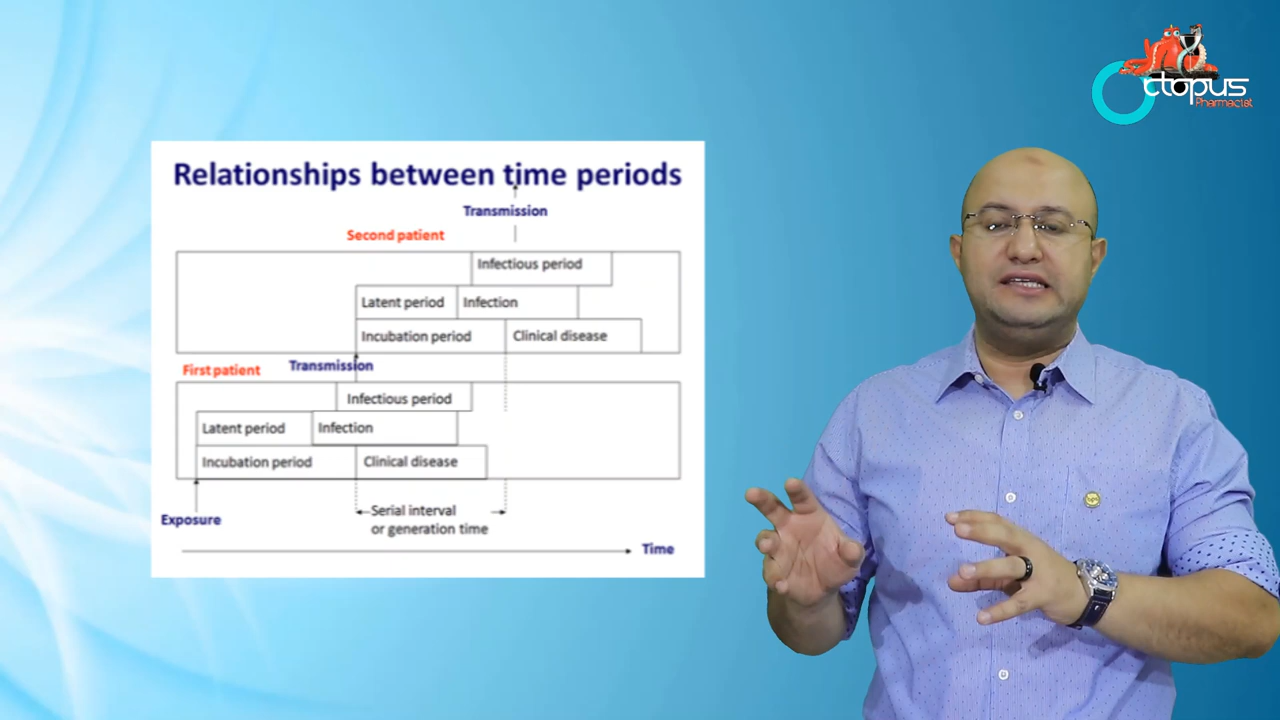 ctopus
Pharmacist
Relationships between time periods
Transmission
Second patient
Infectious period
Latent period
Infection
Incubation period
Clinical disease
First patient
Transmission
Infectious period
Latent period
Infection
Incubation period
Clinical disease
Serial interval
or generation time
Exposure
Time